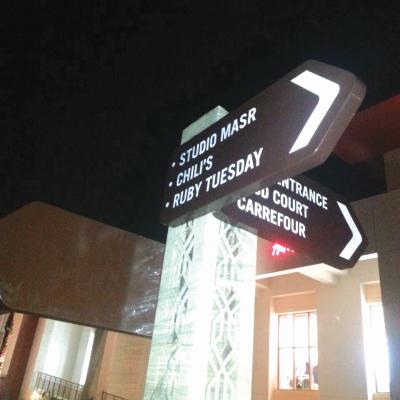 • STUDIO MASR
• CHILI'S
• RUBY TUESDAY
ENTRANCE
COURT
CARREFOUR